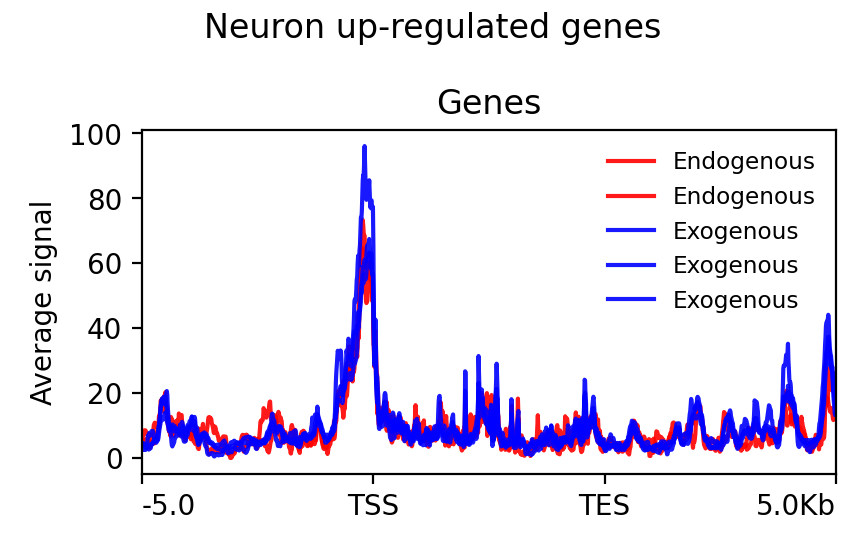 Neuron up-regulated genes
Genes
Average signal
100
80
60
40
20
0
Endogenous
Endogenous
Exogenous
Exogenous
Exogenous
-5.0 TSS TES 5.0Kb